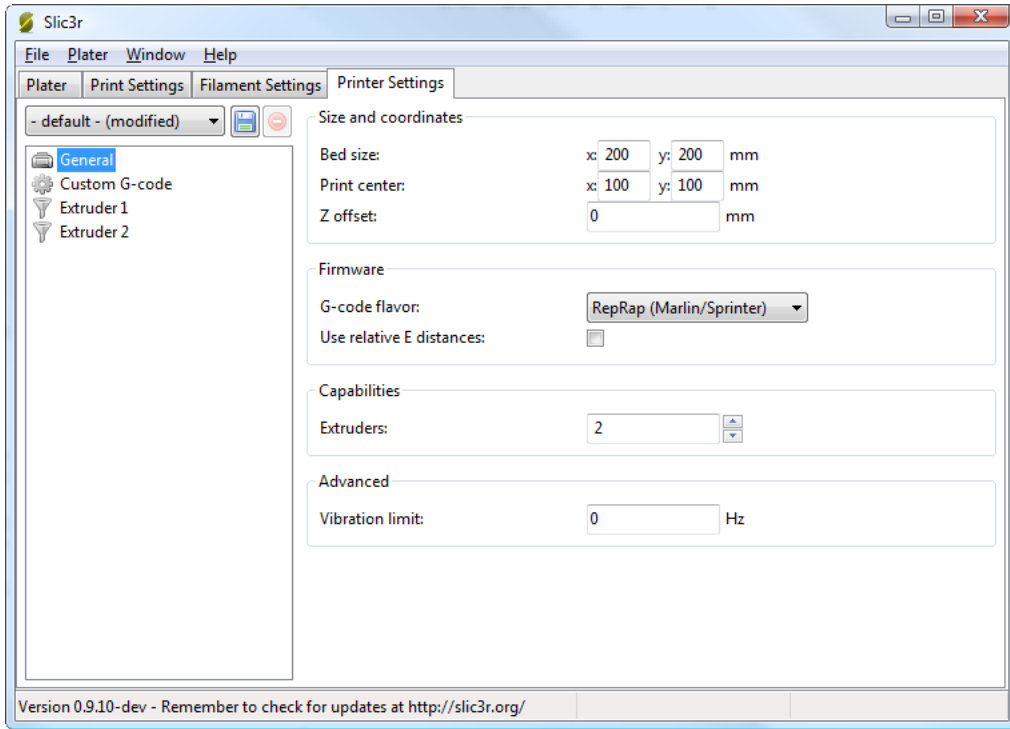 Slic3r
File Plater Window Help
Plater Print Settings Filament Settings Printer Settings
- default - (modified)
General
Custom G-code
Extruder 1
Extruder 2
Size and coordinates
Bed size: x: 200 y: 200 mm
Print center: x: 100 y: 100 mm
Z offset: 0 mm
Firmware
G-code flavor: RepRap (Marlin/Sprinter)
Use relative E distances:
Capabilities
Extruders: 2
Advanced
Vibration limit: 0 Hz
Version 0.9.10-dev - Remember to check for updates at http://slic3r.org/